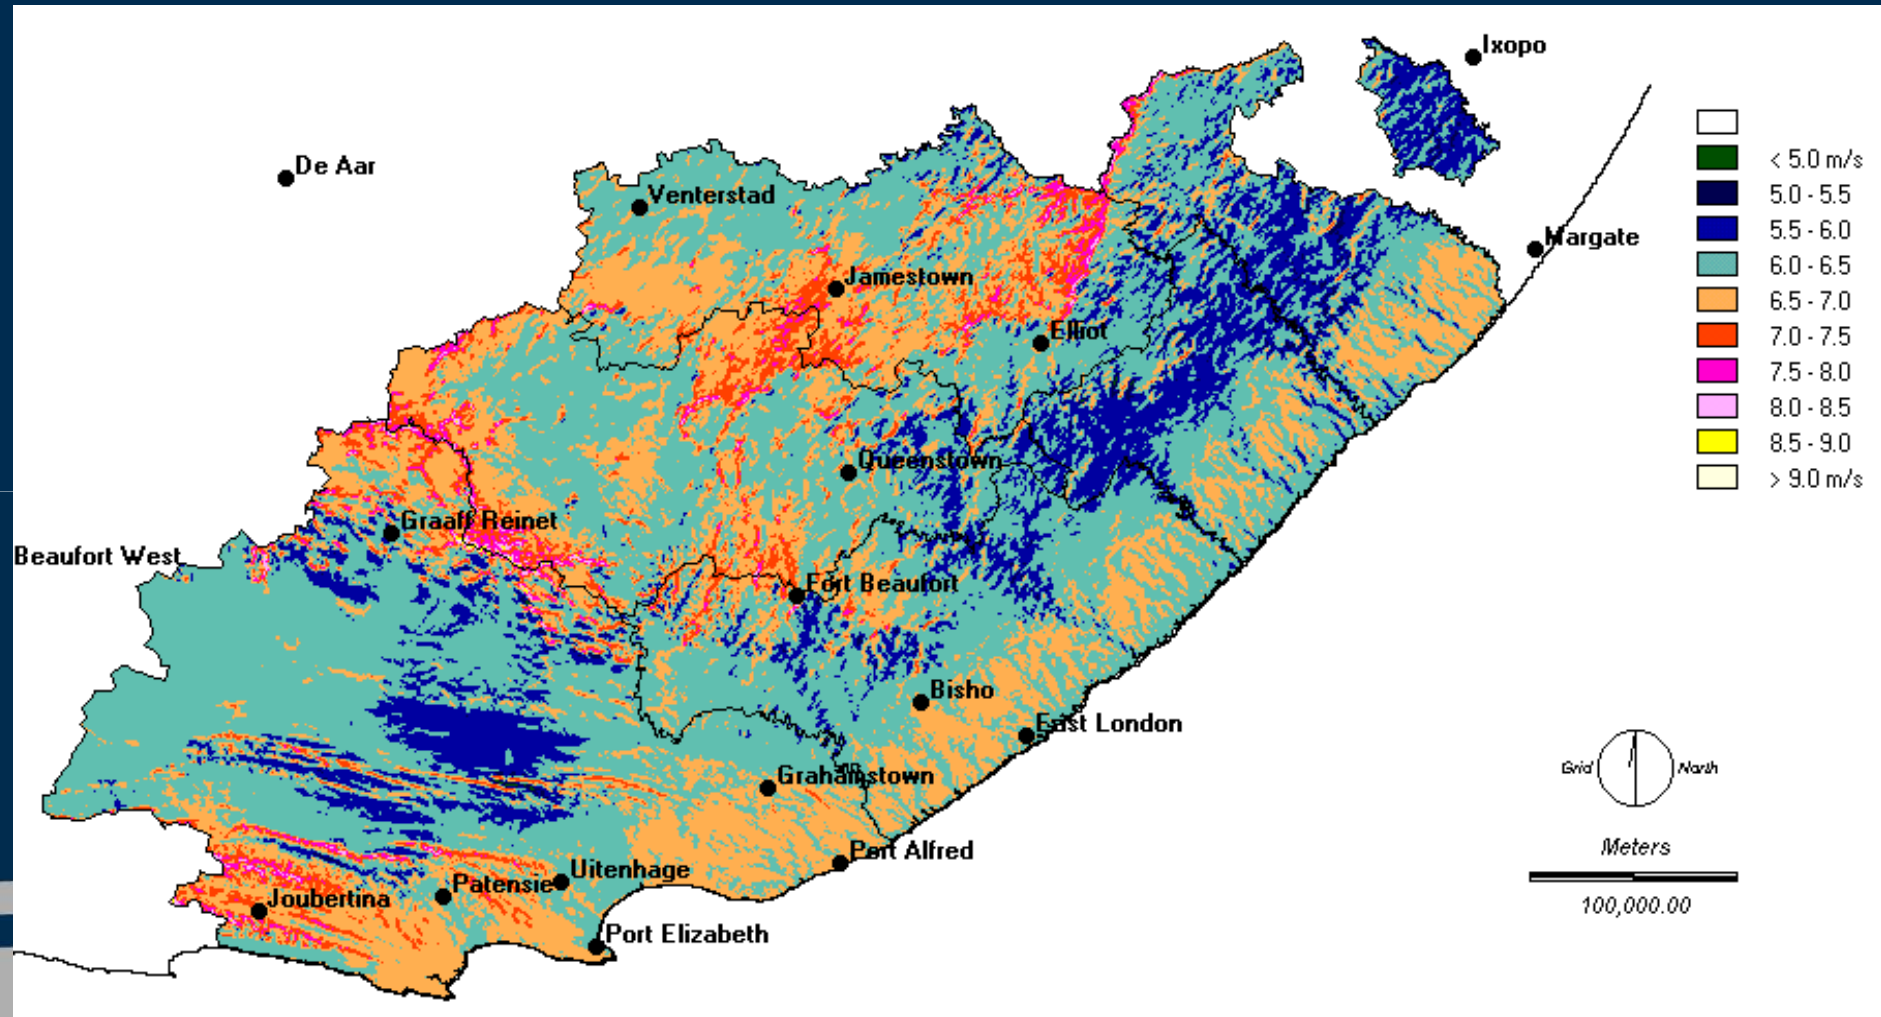 Ixopo
De Aar
Venterstad
Margate
Jamestown
Elliot
Queenstown
Graaff Reinet
Beaufort West
Fort Beaufort
Bisho
East London
Grahamstown
Port Alfred
Uitenhage
Patensie
Joubertina
Port Elizabeth
< 5.0 m/s
5.0 - 5.5
5.5 - 6.0
6.0 - 6.5
6.5 - 7.0
7.0 - 7.5
7.5 - 8.0
8.0 - 8.5
8.5 - 9.0
> 9.0 m/s
Grid North
Meters
100,000.00